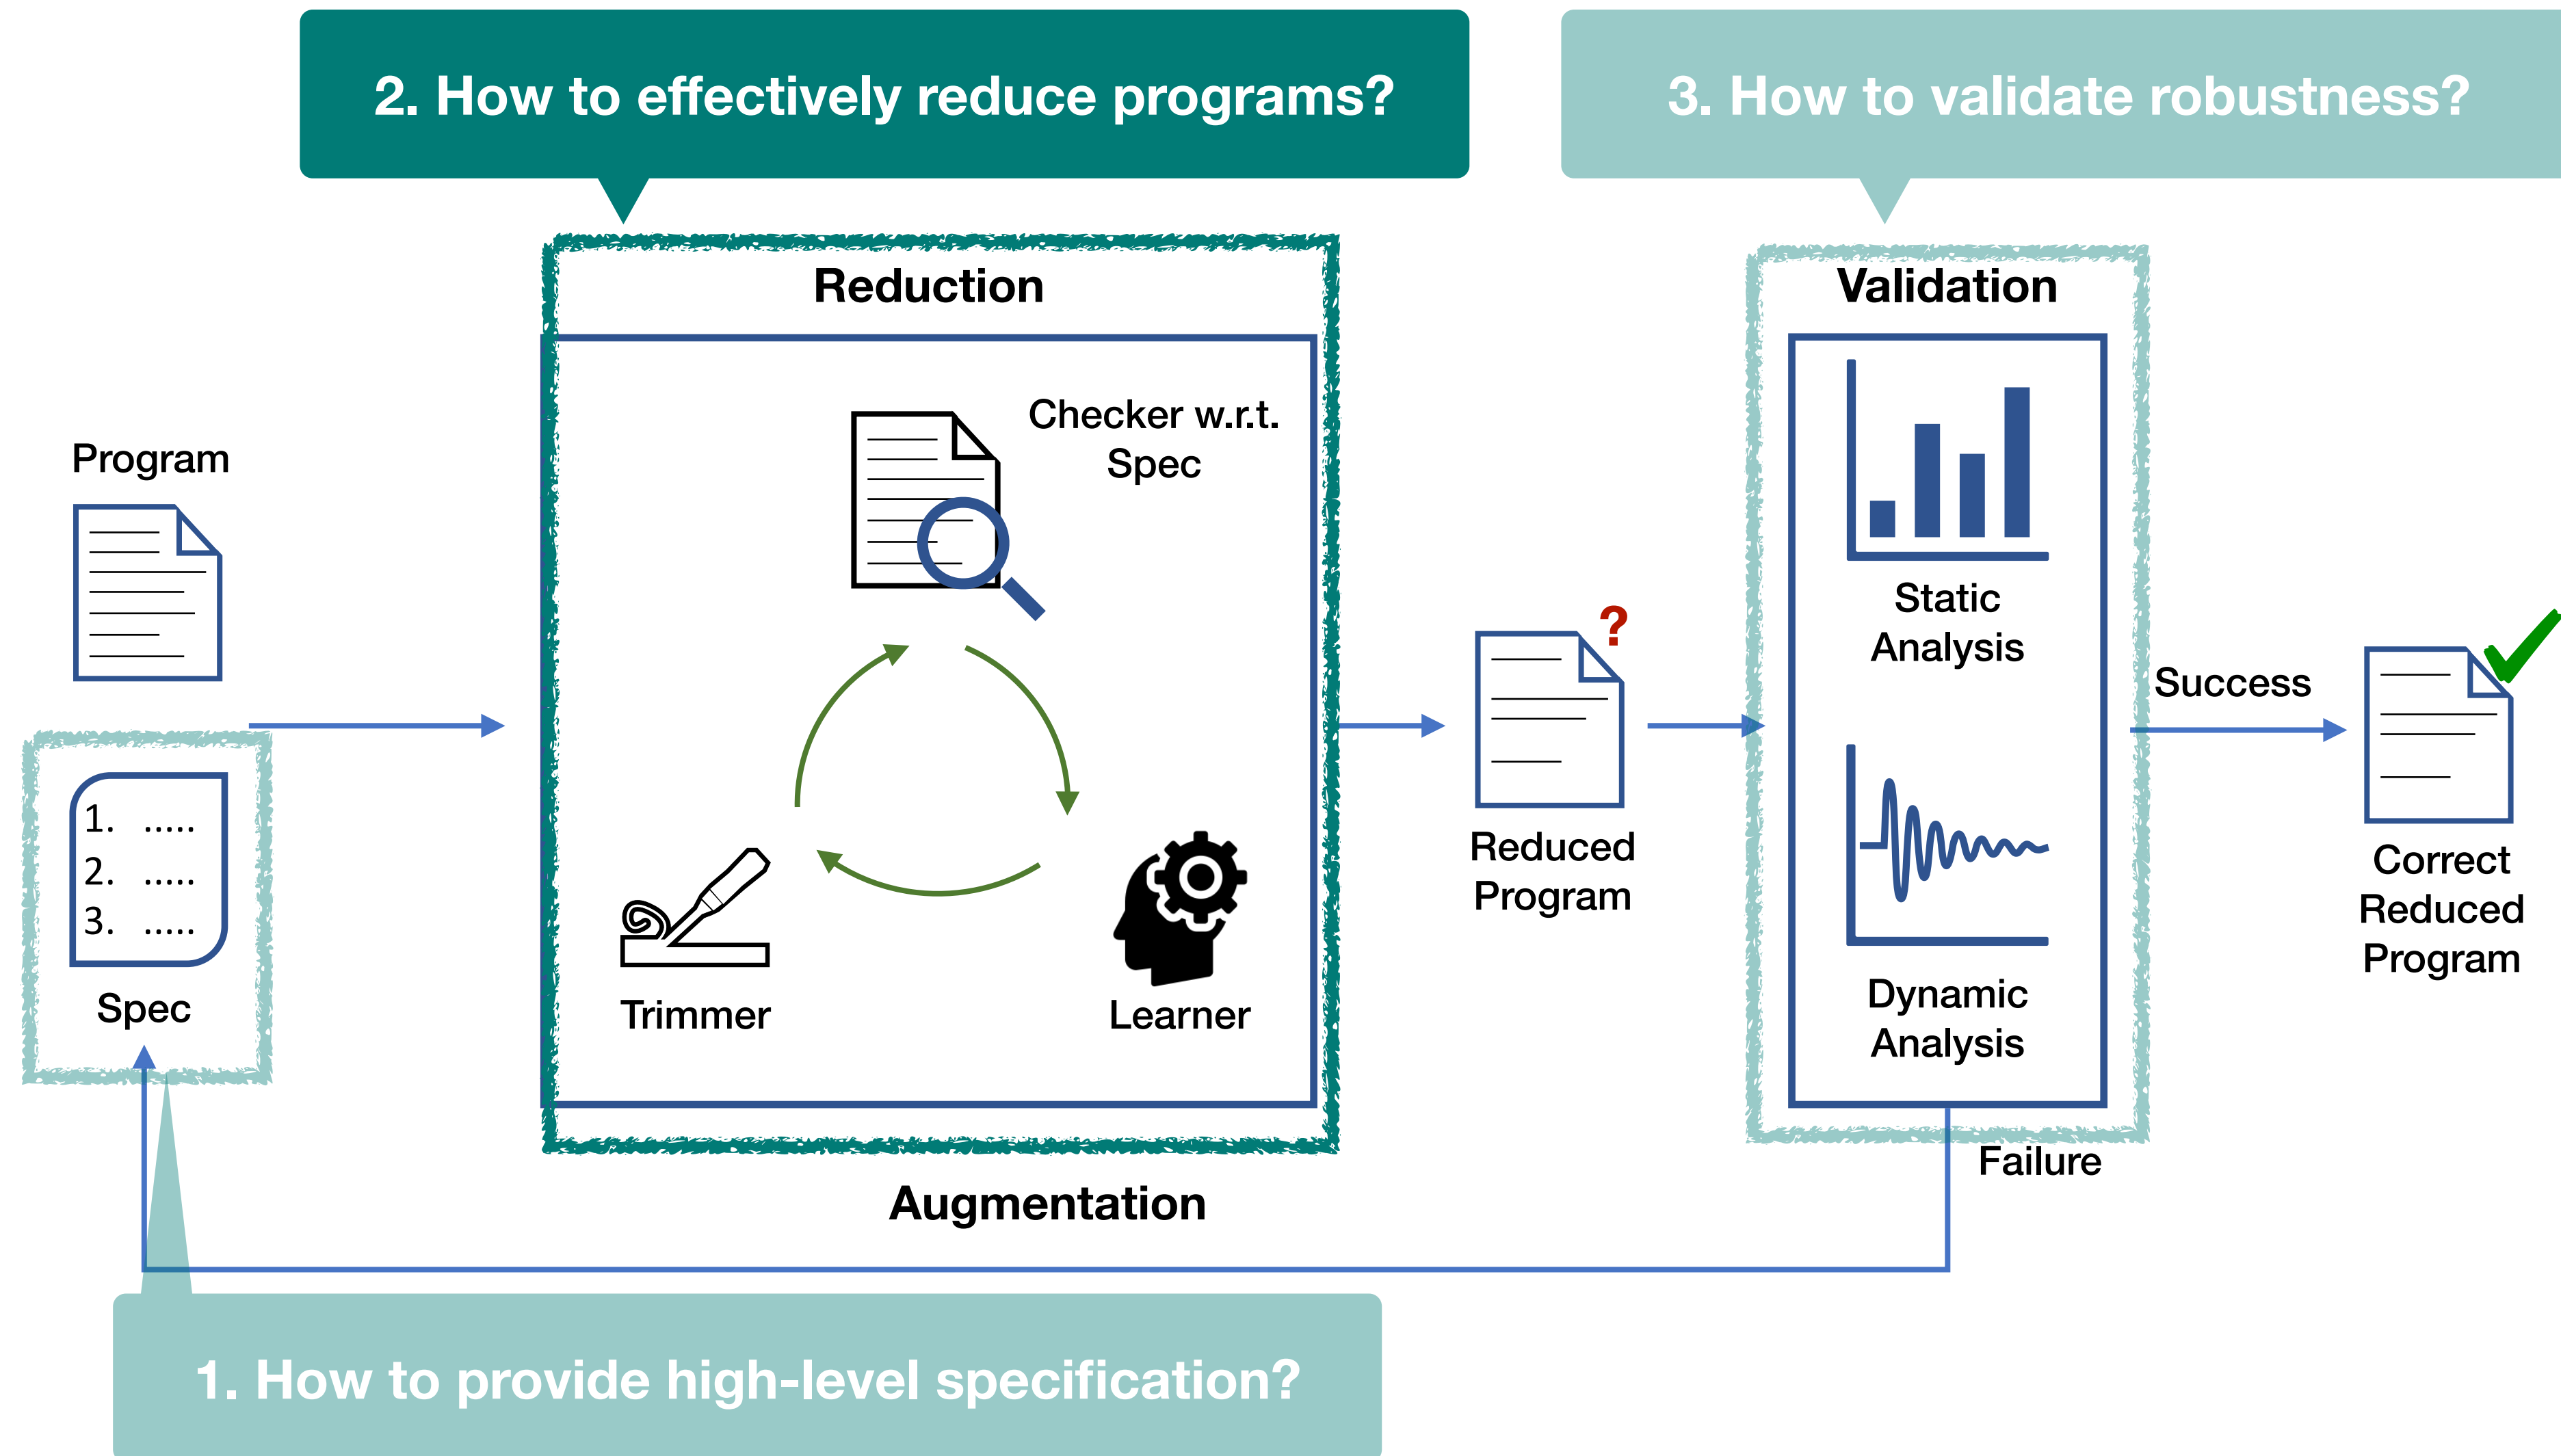 2. How to effectively reduce programs?
3. How to validate robustness?
Reduction
Validation
Program
Checker w.r.t.
Spec
1. .....
2. .....
3. .....
Spec
Trimmer
Learner
?
Reduced
Program
Static
Analysis
Dynamic
Analysis
Success
Correct
Reduced
Program
Failure
Augmentation
1. How to provide high-level specification?